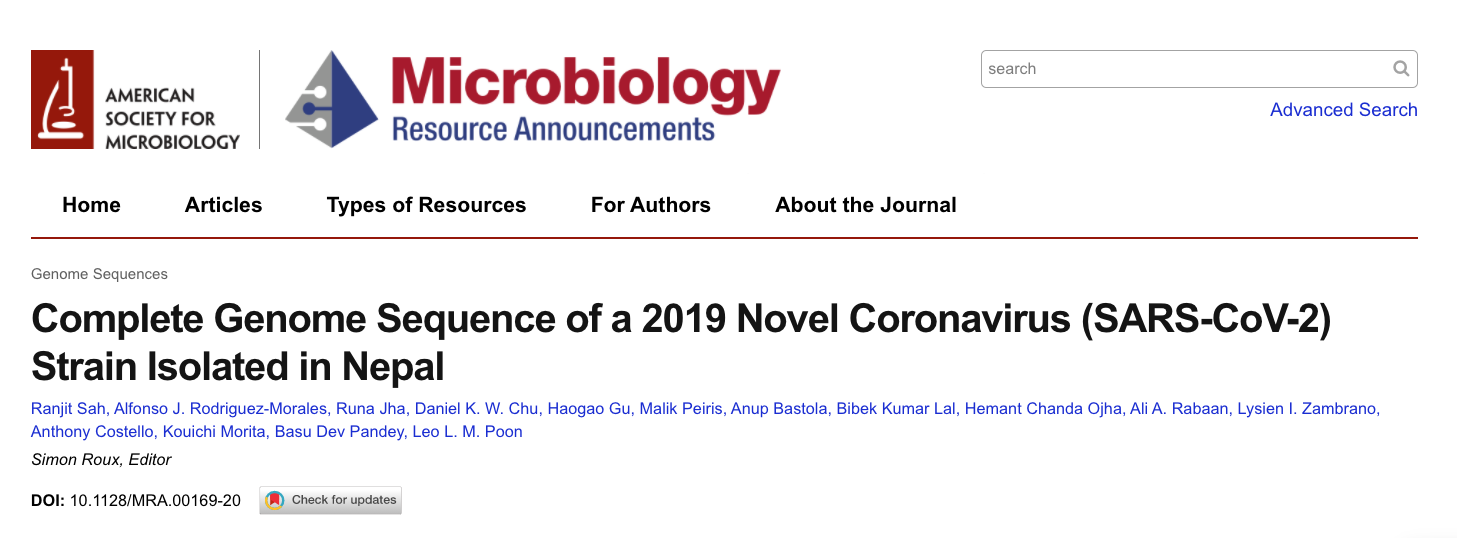 AMERICAN
SOCIETY FOR
MICROBIOLOGY
Microbiology
Resource Announcements
search
Advanced Search
Home Articles Types of Resources For Authors About the Journal
Genome Sequences
Complete Genome Sequence of a 2019 Novel Coronavirus (SARS-CoV-2)
Strain Isolated in Nepal
Ranjit Sah, Alfonso J. Rodriguez-Morales, Runa Jha, Daniel K. W. Chu, Haogao Gu, Malik Peiris, Anup Bastola, Bibek Kumar Lal, Hemant Chanda Ojha, Ali A. Rabaan, Lysien I. Zambrano,
Anthony Costello, Kouichi Morita, Basu Dev Pandey, Leo L. M. Poon
Simon Roux, Editor
DOI: 10.1128/MRA.00169-20 Check for updates